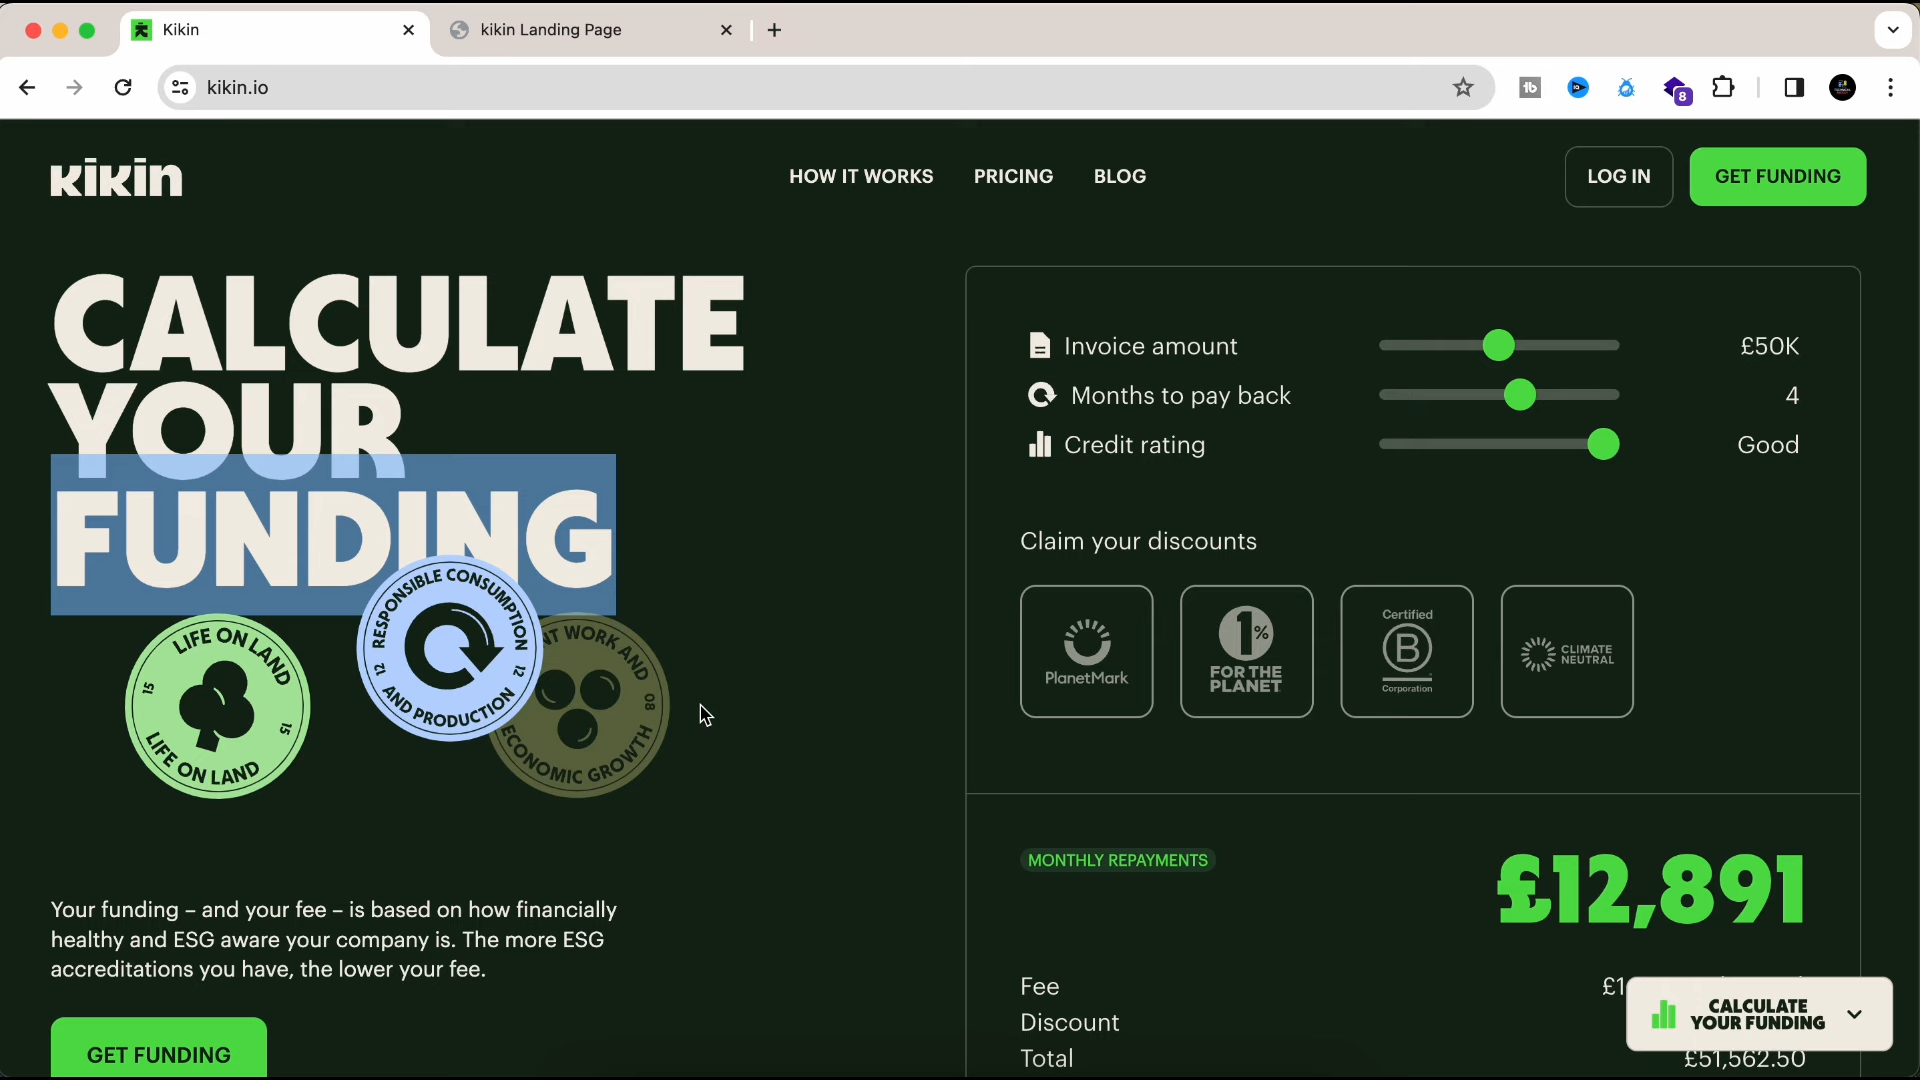 Kikin
kikin Landing Page
kikin.io
8
kikin
HOW IT WORKS
PRICING
BLOG
LOG IN
GET FUNDING
CALCULATE
YOUR
FUNDING
LIFE ON LAND
15
15
LIFE ON LAND
RESPONSIBLE CONSUMPTION
12
12
AND PRODUCTION
WORK AND
08
ECONOMIC GROWTH
Your funding – and your fee – is based on how financially
healthy and ESG aware your company is. The more ESG
accreditations you have, the lower your fee.
GET FUNDING
Invoice amount
£50K
Months to pay back
4
Credit rating
Good
Claim your discounts
PlanetMark
1%
FOR THE
PLANET
Certified
B
Corporation
CLIMATE
NEUTRAL
MONTHLY REPAYMENTS
£12,891
Fee
£1
Discount
Total
£51,562.50
CALCULATE
YOUR FUNDING